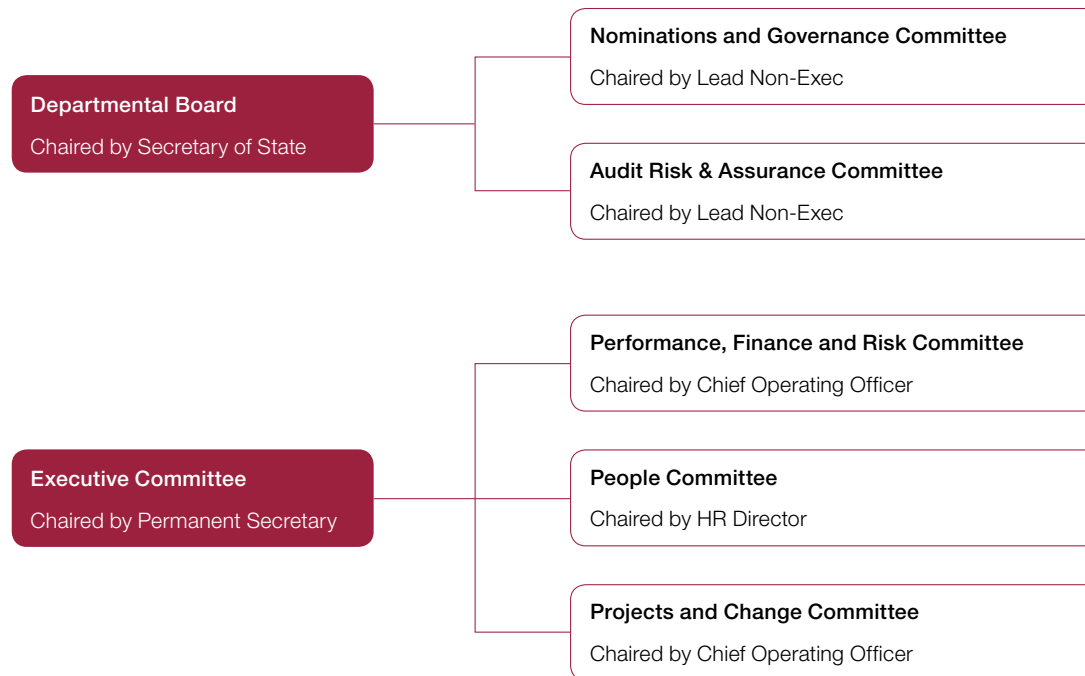 Departmental Board
Chaired by Secretary of State
Nominations and Governance Committee
Chaired by Lead Non-Exec
Audit Risk & Assurance Committee
Chaired by Lead Non-Exec
Executive Committee
Chaired by Permanent Secretary
Performance, Finance and Risk Committee
Chaired by Chief Operating Officer
People Committee
Chaired by HR Director
Projects and Change Committee
Chaired by Chief Operating Officer